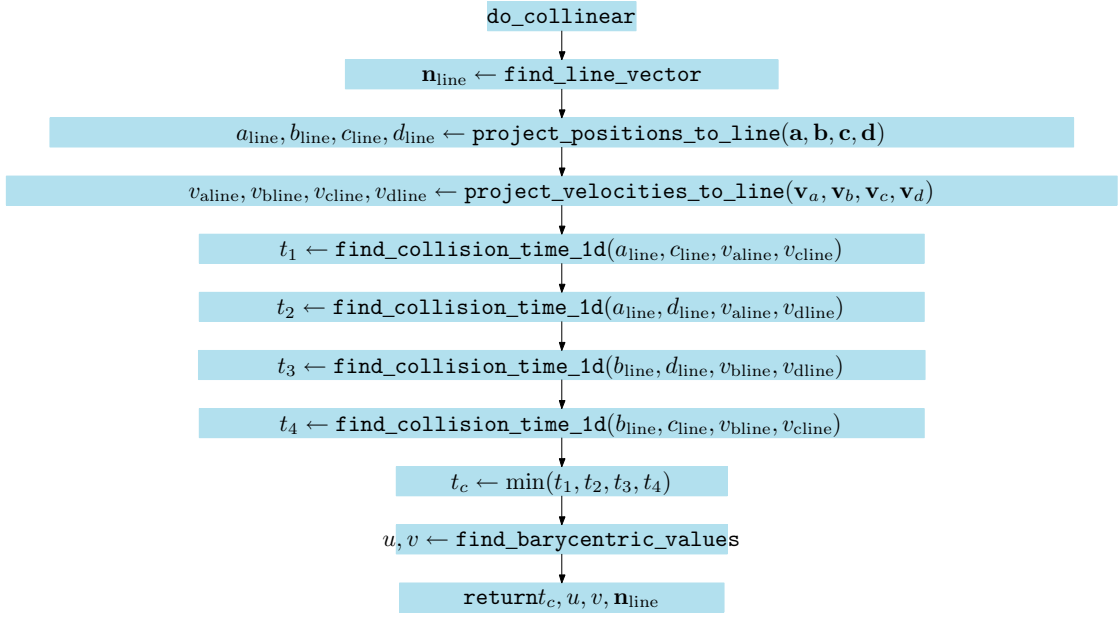 do_collinear
n_line ← find_line_vector
a_line, b_line, c_line, d_line ← project_positions_to_line(a, b, c, d)
v_aline, v_bline, v_cline, v_dline ← project_velocities_to_line(v_a, v_b, v_c, v_d)
t_1 ← find_collision_time_1d(a_line, c_line, v_aline, v_cline)
t_2 ← find_collision_time_1d(a_line, d_line, v_aline, v_dline)
t_3 ← find_collision_time_1d(b_line, d_line, v_bline, v_dline)
t_4 ← find_collision_time_1d(b_line, c_line, v_bline, v_cline)
t_c ← min(t_1, t_2, t_3, t_4)
u, v ← find_barycentric_values
returnt_c, u, v, n_line